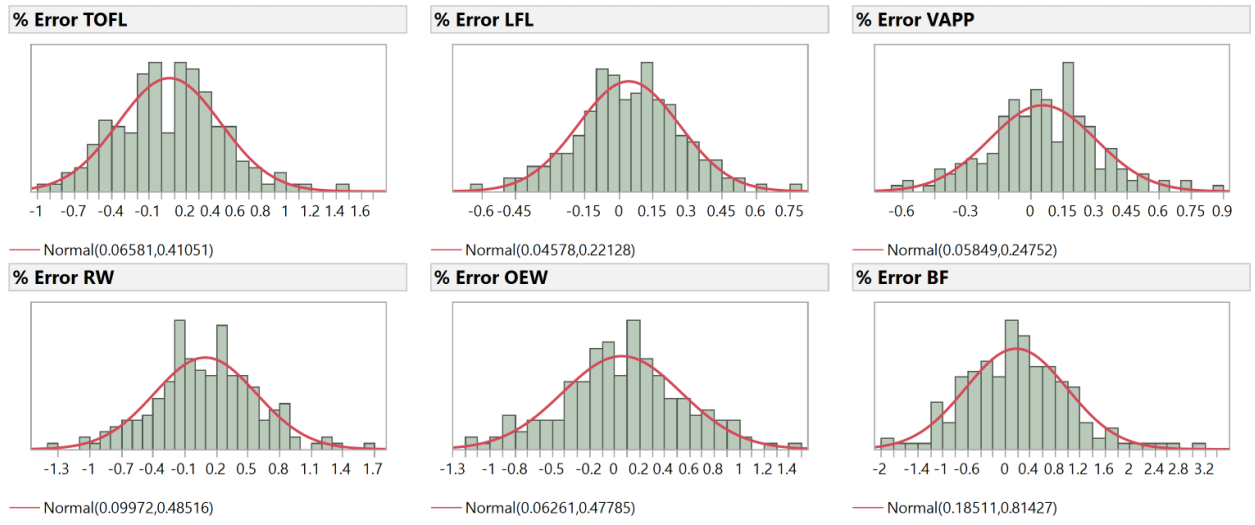 % Error TOFL
% Error LFL
% Error VAPP
-1 -0.7 -0.4 -0.1 0.2 0.4 0.6 0.8 1 1.2 1.4 1.6
-0.6 -0.45 -0.15 0 0.15 0.3 0.45 0.6 0.75
-0.6 -0.3 0 0.15 0.3 0.45 0.6 0.75 0.9
Normal(0.06581,0.41051)
Normal(0.04578,0.22128)
Normal(0.05849,0.24752)
% Error RW
% Error OEW
% Error BF
-1.3 -1 -0.7 -0.4 -0.1 0.2 0.5 0.8 1.1 1.4 1.7
-1.3 -1 -0.8 -0.5 -0.2 0 0.2 0.4 0.6 0.8 1 1.2 1.4
-2 -1.4 -1 -0.6 0 0.4 0.8 1.2 1.6 2 2.4 2.8 3.2
Normal(0.09972,0.48516)
Normal(0.06261,0.47785)
Normal(0.18511,0.81427)